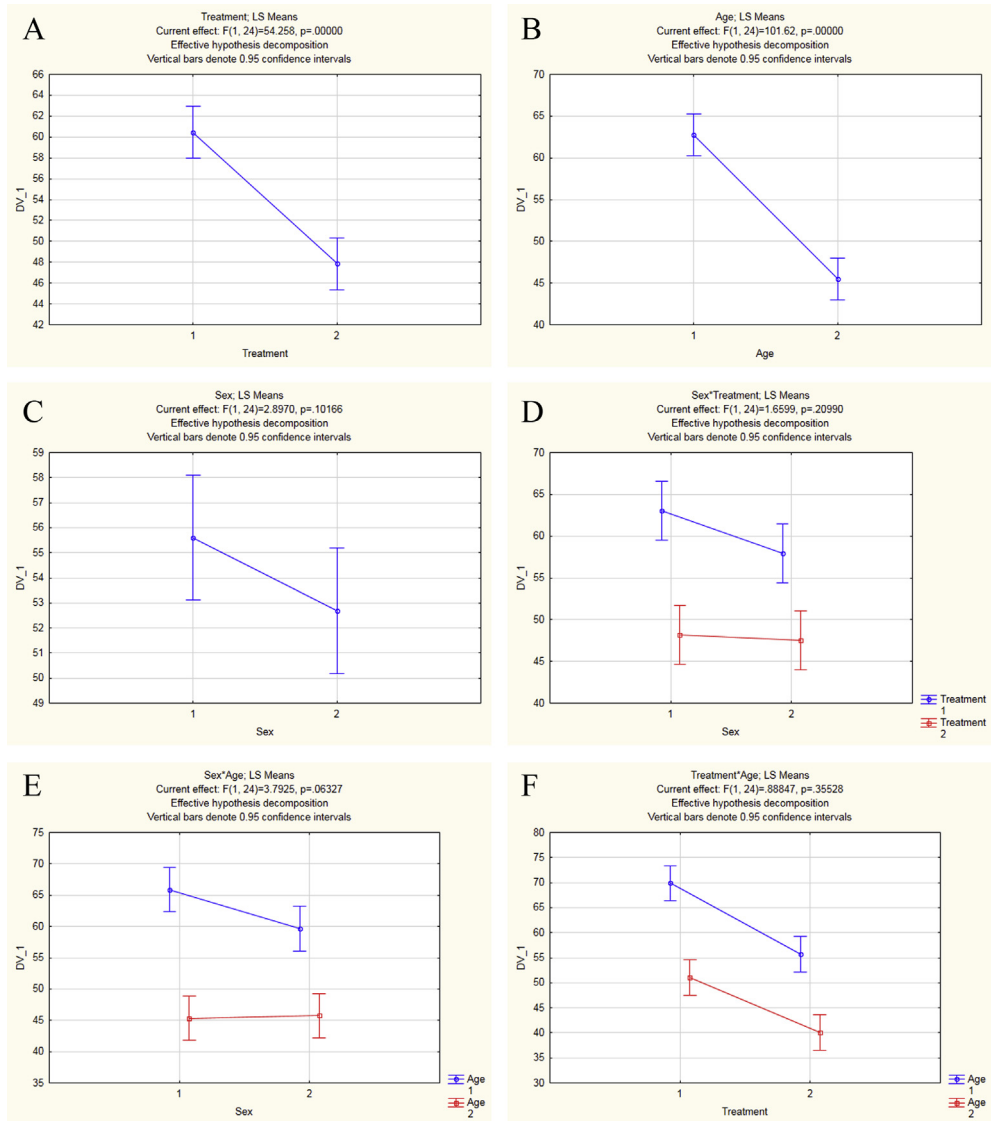 A
Treatment; LS Means
Current effect: F(1, 24)=54.258, p=.00000
Effective hypothesis decomposition
Vertical bars denote 0.95 confidence intervals
66
64
62
60
58
56
54
52
50
48
46
44
42
DV_1
1
2
Treatment
B
Age; LS Means
Current effect: F(1, 24)=101.62, p=.00000
Effective hypothesis decomposition
Vertical bars denote 0.95 confidence intervals
70
65
60
55
50
45
40
DV_1
1
2
Age
C
Sex; LS Means
Current effect: F(1, 24)=2.8970, p=.10166
Effective hypothesis decomposition
Vertical bars denote 0.95 confidence intervals
59
58
57
56
55
54
53
52
51
50
49
DV_1
1
2
Sex
D
Sex*Treatment; LS Means
Current effect: F(1, 24)=1.6599, p=.20990
Effective hypothesis decomposition
Vertical bars denote 0.95 confidence intervals
70
65
60
55
50
45
40
DV_1
1
2
Sex
Treatment
1
Treatment
2
E
Sex*Age; LS Means
Current effect: F(1, 24)=3.7925, p=.06327
Effective hypothesis decomposition
Vertical bars denote 0.95 confidence intervals
75
70
65
60
55
50
45
40
35
DV_1
1
2
Sex
Age
1
Age
2
F
Treatment*Age; LS Means
Current effect: F(1, 24)=.88847, p=.35528
Effective hypothesis decomposition
Vertical bars denote 0.95 confidence intervals
80
75
70
65
60
55
50
45
40
35
30
DV_1
1
2
Treatment
Age
1
Age
2